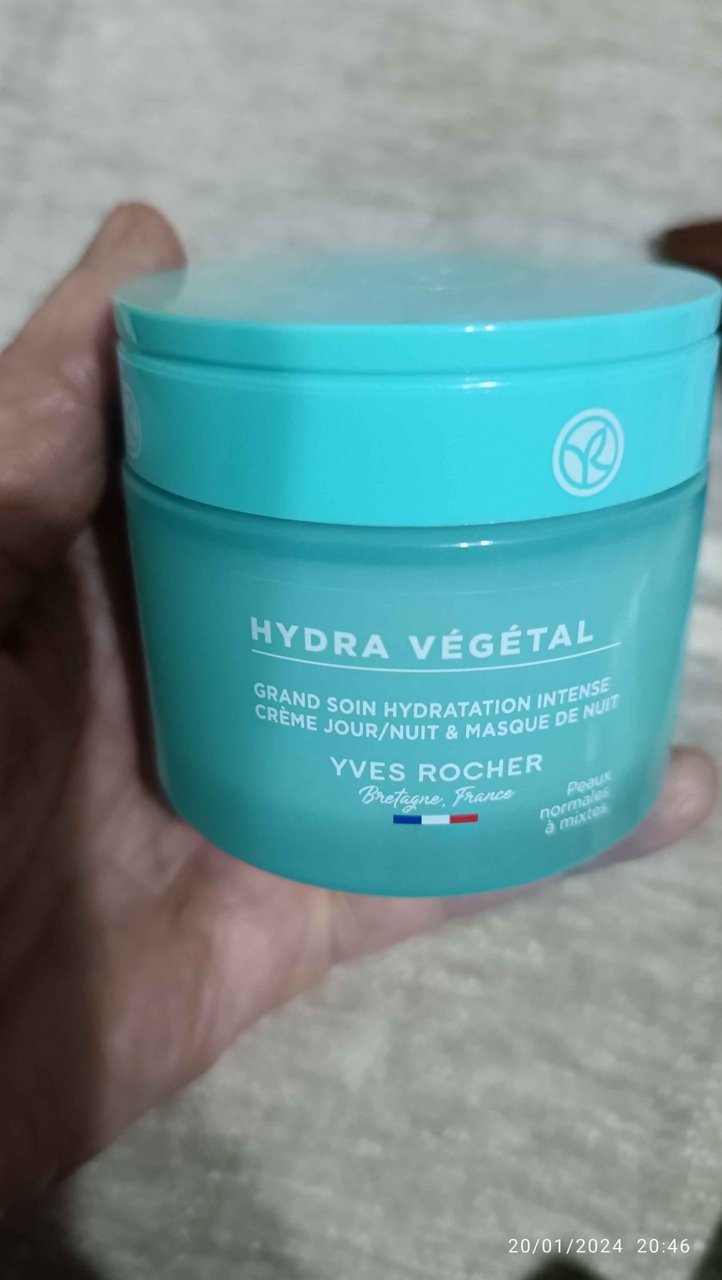 HYDRA VÉGÉTAL
GRAND SOIN HYDRATATION INTENSE
CRÈME JOUR/NUIT & MASQUE DE NUIT
YVES ROCHER
Bretagne, France
Peaux
normales
à mixtes
20/01/2024 20:46